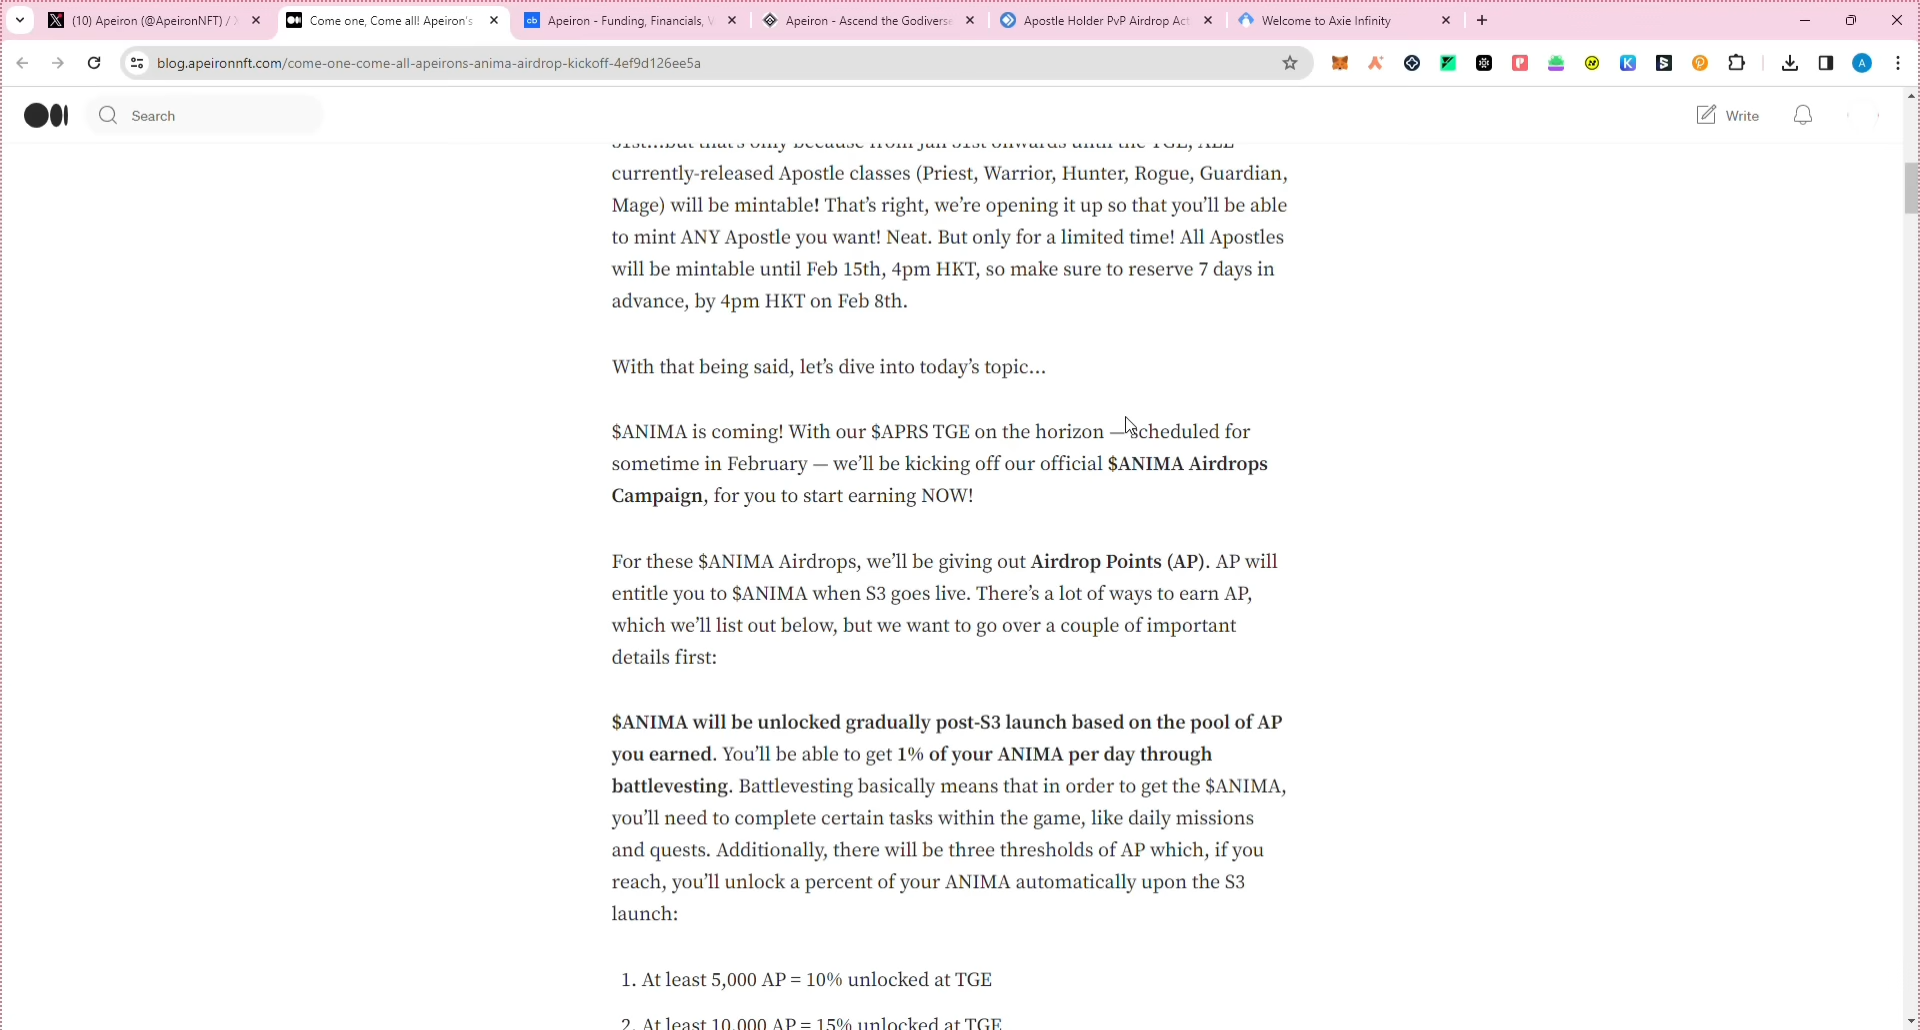 (10) Apeiron (@ApeironNFT) /
Come one, Come all! Apeiron's
Apeiron - Funding, Financials,
Apeiron - Ascend the Godiverse
Apostle Holder PvP Airdrop Act
Welcome to Axie Infinity
blog.apeironnft.com/come-one-come-all-apeirons-anima-airdrop-kickoff-4ef9d126ee5a
Search
Write
31st...but that's only because from Jan 31st onwards until the TGE, ALL
currently-released Apostle classes (Priest, Warrior, Hunter, Rogue, Guardian,
Mage) will be mintable! That’s right, we’re opening it up so that you’ll be able
to mint ANY Apostle you want! Neat. But only for a limited time! All Apostles
will be mintable until Feb 15th, 4pm HKT, so make sure to reserve 7 days in
advance, by 4pm HKT on Feb 8th.
With that being said, let’s dive into today’s topic…
$ANIMA is coming! With our $APRS TGE on the horizon — scheduled for
sometime in February — we’ll be kicking off our official $ANIMA Airdrops
Campaign, for you to start earning NOW!
For these $ANIMA Airdrops, we’ll be giving out Airdrop Points (AP). AP will
entitle you to $ANIMA when S3 goes live. There’s a lot of ways to earn AP,
which we’ll list out below, but we want to go over a couple of important
details first:
$ANIMA will be unlocked gradually post-S3 launch based on the pool of AP
you earned. You’ll be able to get 1% of your ANIMA per day through
battlevesting. Battlevesting basically means that in order to get the $ANIMA,
you’ll need to complete certain tasks within the game, like daily missions
and quests. Additionally, there will be three thresholds of AP which, if you
reach, you’ll unlock a percent of your ANIMA automatically upon the S3
launch:
1. At least 5,000 AP = 10% unlocked at TGE
2. At least 10,000 AP = 15% unlocked at TGE